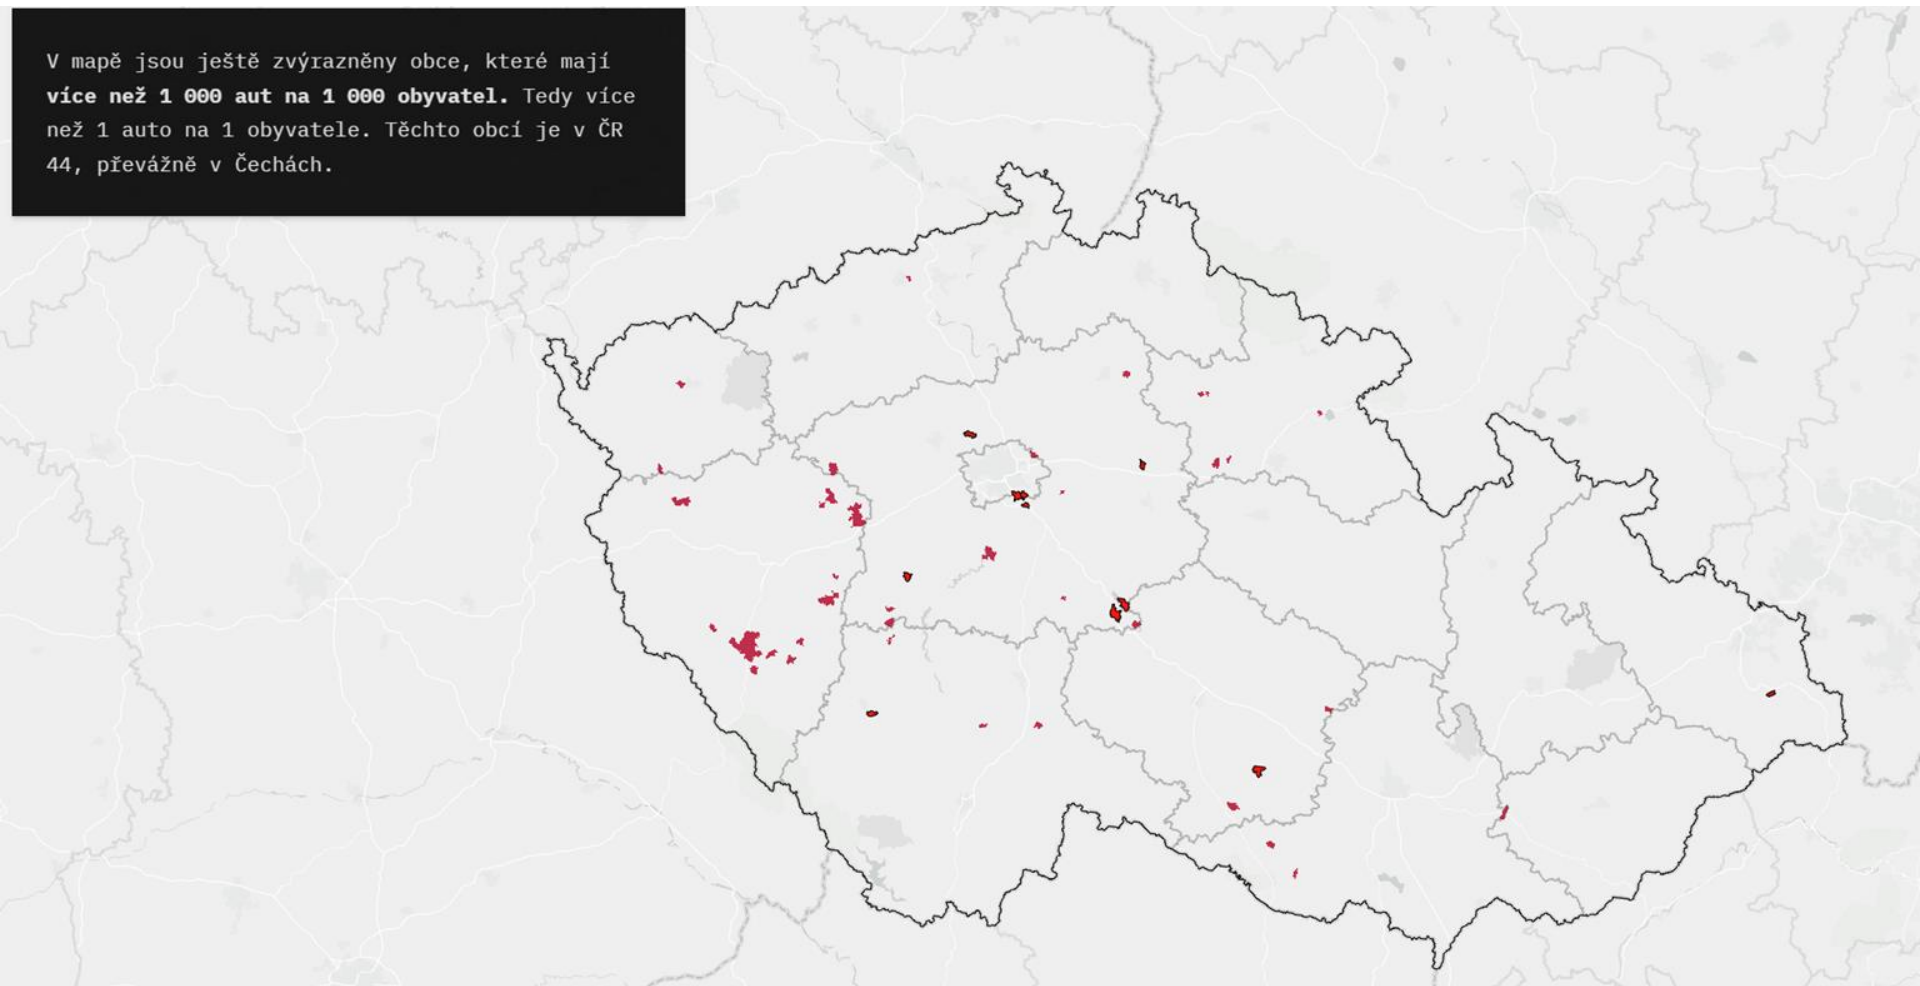 V mapě jsou ještě zvýrazněny obce, které mají
více než 1 000 aut na 1 000 obyvatel. Tedy více
než 1 auto na 1 obyvatele. Těchto obcí je v ČR
44, převážně v Čechách.